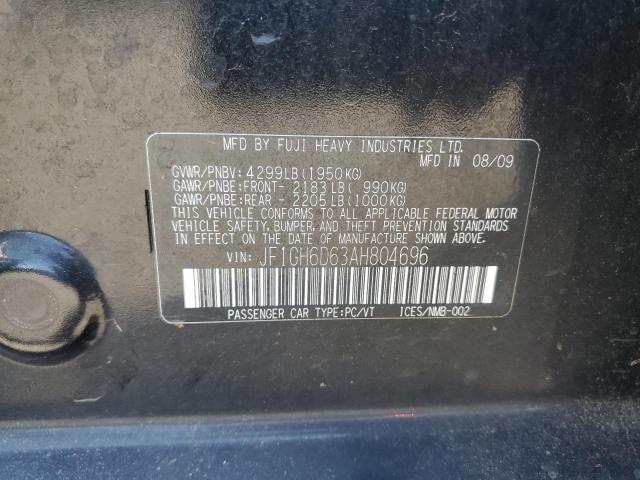 MFD BY FUJI HEAVY INDUSTRIES LTD.
MFD IN 08/09
GVWR/PNBV: 4299LB(1950KG)
GAWR/PNBE:FRONT- 2183LB( 990KG)
GAWR/PNBE:REAR - 2205LB(1000KG)
THIS VEHICLE CONFORMS TO ALL APPLICABLE FEDERAL MOTOR
VEHICLE SAFETY, BUMPER, AND THEFT PREVENTION STANDARDS
IN EFFECT ON THE DATE OF MANUFACTURE SHOWN ABOVE.
VIN: JF1GH6D63AH804696
PASSENGER CAR TYPE:PC/VT ICES/NMB-002